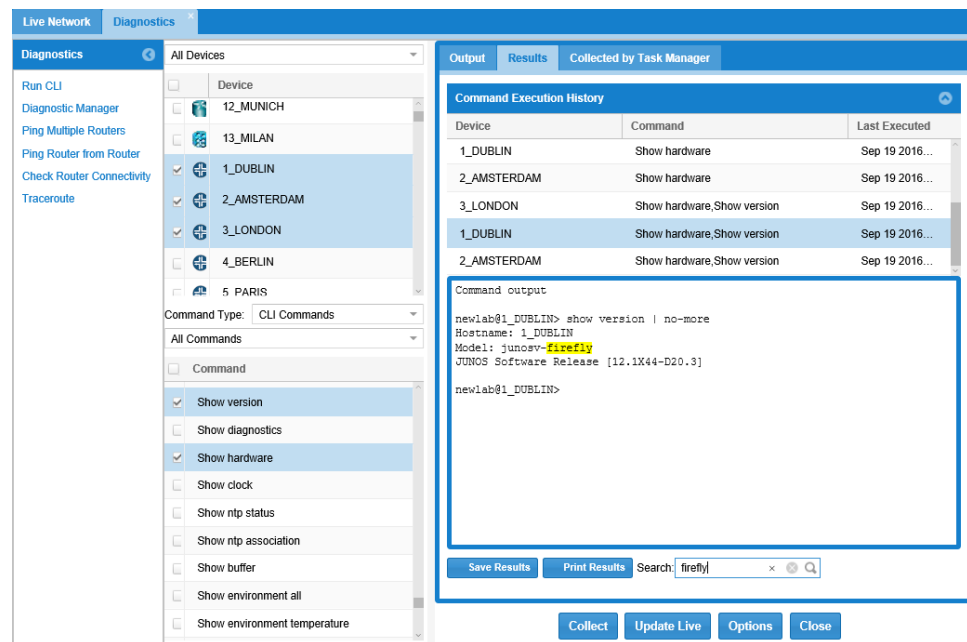 Live Network Diagnostics ×
Diagnostics
Run CLI
Diagnostic Manager
Ping Multiple Routers
Ping Router from Router
Check Router Connectivity
Traceroute
All Devices
Device
12_MUNICH
13_MILAN
1_DUBLIN
2_AMSTERDAM
3_LONDON
4_BERLIN
5_PARIS
Command Type: CLI Commands
All Commands
Command
Show version
Show diagnostics
Show hardware
Show clock
Show ntp status
Show ntp association
Show buffer
Show environment all
Show environment temperature
Output Results Collected by Task Manager
Command Execution History
Device Command Last Executed
1_DUBLIN Show hardware Sep 19 2016...
2_AMSTERDAM Show hardware Sep 19 2016...
3_LONDON Show hardware,Show version Sep 19 2016...
1_DUBLIN Show hardware,Show version Sep 19 2016...
2_AMSTERDAM Show hardware,Show version Sep 19 2016...
Command output
newlab@1_DUBLIN> show version | no-more
Hostname: 1_DUBLIN
Model: junosv-firefly
JUNOS Software Release [12.1X44-D20.3]
newlab@1_DUBLIN>
Save Results Print Results Search: firefly ×
Collect Update Live Options Close